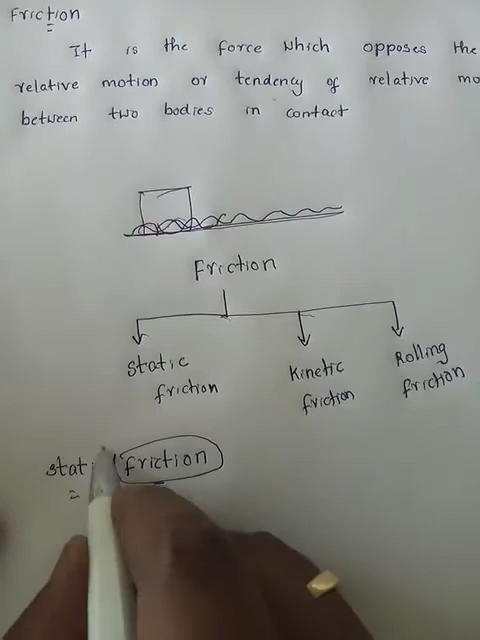 Friction
It is the force which opposes the
relative motion or tendency of relative mo
between two bodies in contact
Friction
Static friction
Kinetic friction
Rolling friction
stat friction